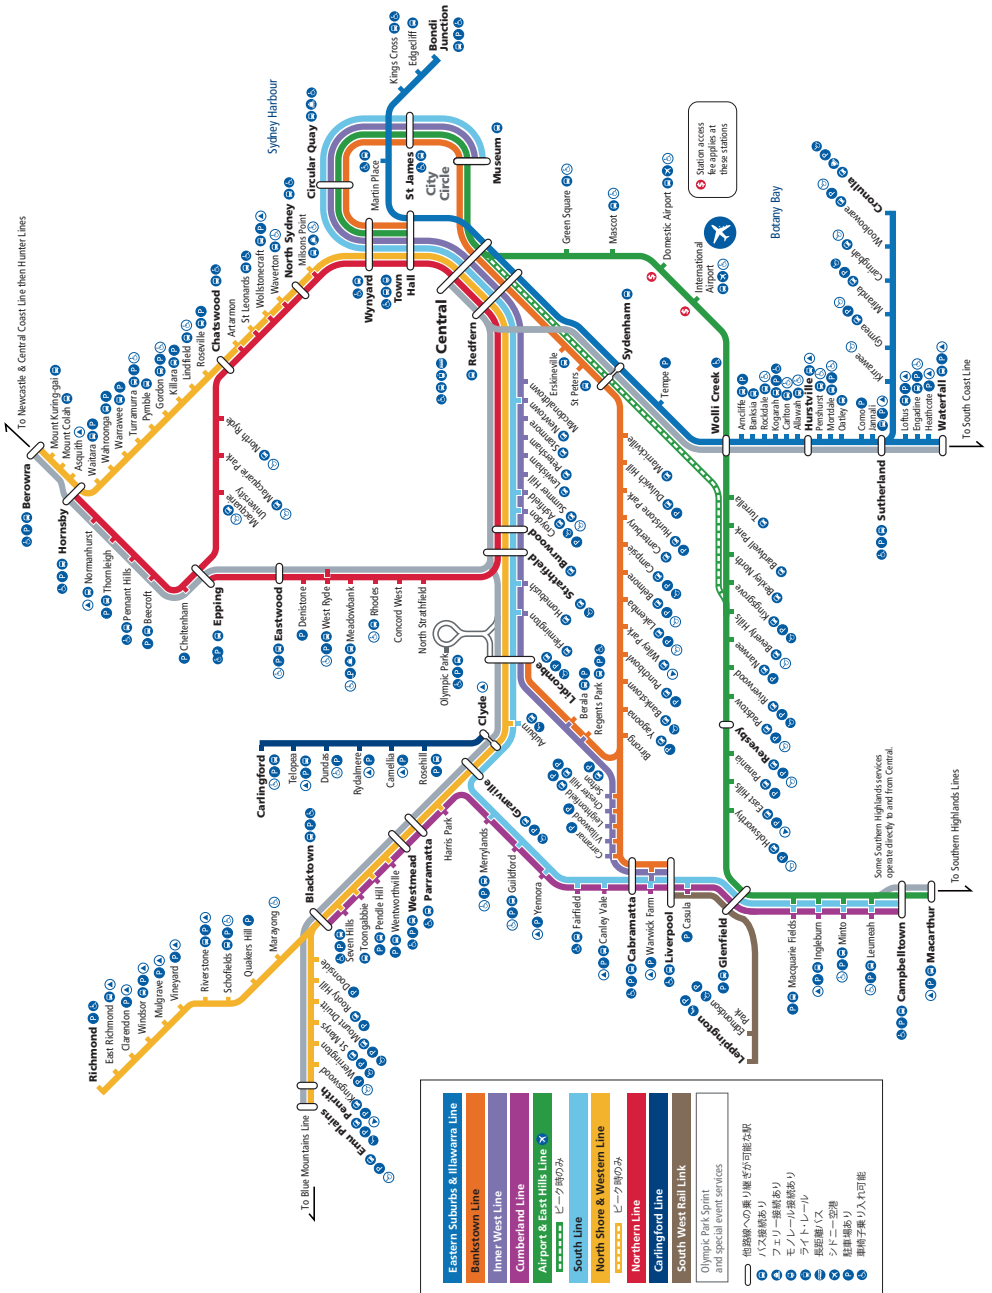 To Newcastle & Central Coast Line then Hunter Lines
Berowra
Mount Kuring-gai
Mount Colah
Asquith
Hornsby
Waitara
Wahroonga
Warrawee
Turramurra
Pymble
Gordon
Killara
Lindfield
Roseville
Chatswood
Artarmon
St Leonards
Wollstonecraft
Waverton
North Sydney
Milsons Point
Normanhurst
Thornleigh
Pennant Hills
Beecroft
Cheltenham
Epping
Macquarie
University
Macquarie
Park
North Ryde
Eastwood
Denistone
West Ryde
Meadowbank
Rhodes
Concord West
North Strathfield
Sydney Harbour
Circular Quay
Wynyard
Town
Hall
Martin Place
St James
City
Circle
Museum
Kings Cross
Edgecliff
Bondi
Junction
Central
Redfern
Macdonaldtown
Newtown
Stanmore
Petersham
Lewisham
Summer Hill
Ashfield
Croydon
Burwood
Strathfield
Homebush
Flemington
Lidcombe
Olympic Park
Auburn
Clyde
Berala
Regents Park
Erskineville
St Peters
Sydenham
Tempe
Marrickville
Dulwich Hill
Hurlstone Park
Canterbury
Campsie
Belmore
Lakemba
Wiley Park
Punchbowl
Bankstown
Yagoona
Birrong
Sefton
Chester Hill
Leightonfield
Villawood
Carramar
Green Square
Mascot
Domestic Airport
International
Airport
$ Station access
fee applies at
these stations
Botany Bay
Wolli Creek
Arncliffe
Banksia
Rockdale
Kogarah
Carlton
Allawah
Hurstville
Penshurst
Mortdale
Oatley
Como
Jannali
Sutherland
Loftus
Engadine
Heathcote
Waterfall
To South Coast Line
Kirrawee
Gymea
Miranda
Caringbah
Woolooware
Cronulla
Turrella
Bardwell Park
Bexley North
Kingsgrove
Beverly Hills
Narwee
Riverwood
Padstow
Revesby
Panania
East Hills
Holsworthy
Carlingford
Telopea
Dundas
Rydalmere
Camellia
Rosehill
Granville
Harris Park
Parramatta
Westmead
Wentworthville
Pendle Hill
Toongabbie
Seven Hills
Blacktown
Marayong
Quakers Hill
Schofields
Riverstone
Vineyard
Mulgrave
Windsor
Clarendon
East Richmond
Richmond
Doonside
Rooty Hill
Mount Druitt
St Marys
Werrington
Kingswood
Penrith
Emu Plains
To Blue Mountains Line
Merrylands
Guildford
Yennora
Fairfield
Canley Vale
Cabramatta
Warwick Farm
Liverpool
Casula
Glenfield
Edmondson
Park
Leppington
Macquarie Fields
Ingleburn
Minto
Leumeah
Campbelltown
Macarthur
Some Southern Highlands services
operate directly to and from Central.
To Southern Highlands Lines
Eastern Suburbs & Illawarra Line
Bankstown Line
Inner West Line
Cumberland Line
Airport & East Hills Line
ピーク時のみ
South Line
North Shore & Western Line
ピーク時のみ
Northern Line
Carlingford Line
South West Rail Link
Olympic Park Sprint
and special event services
他路線への乗り継ぎが可能な駅
バス接続あり
フェリー接続あり
モノレール接続あり
ライト・レール
長距離バス
シドニー空港
駐車場あり
車椅子乗り入れ可能